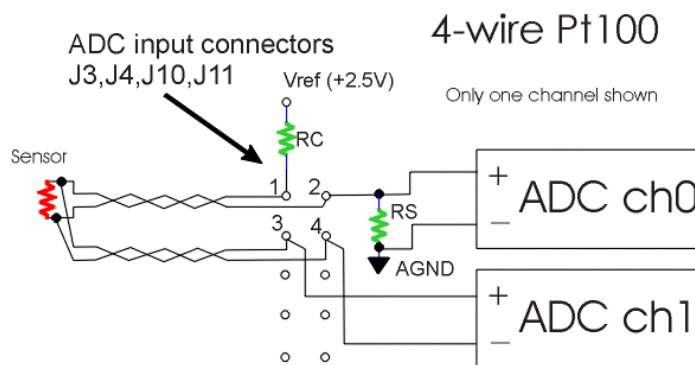 4-wire Pt100
ADC input connectors
J3,J4,J10,J11
Vref (+2.5V)
Only one channel shown
RC
Sensor
1
2
+
ADC ch0
RS
−
3
4
AGND
+
ADC ch1
−